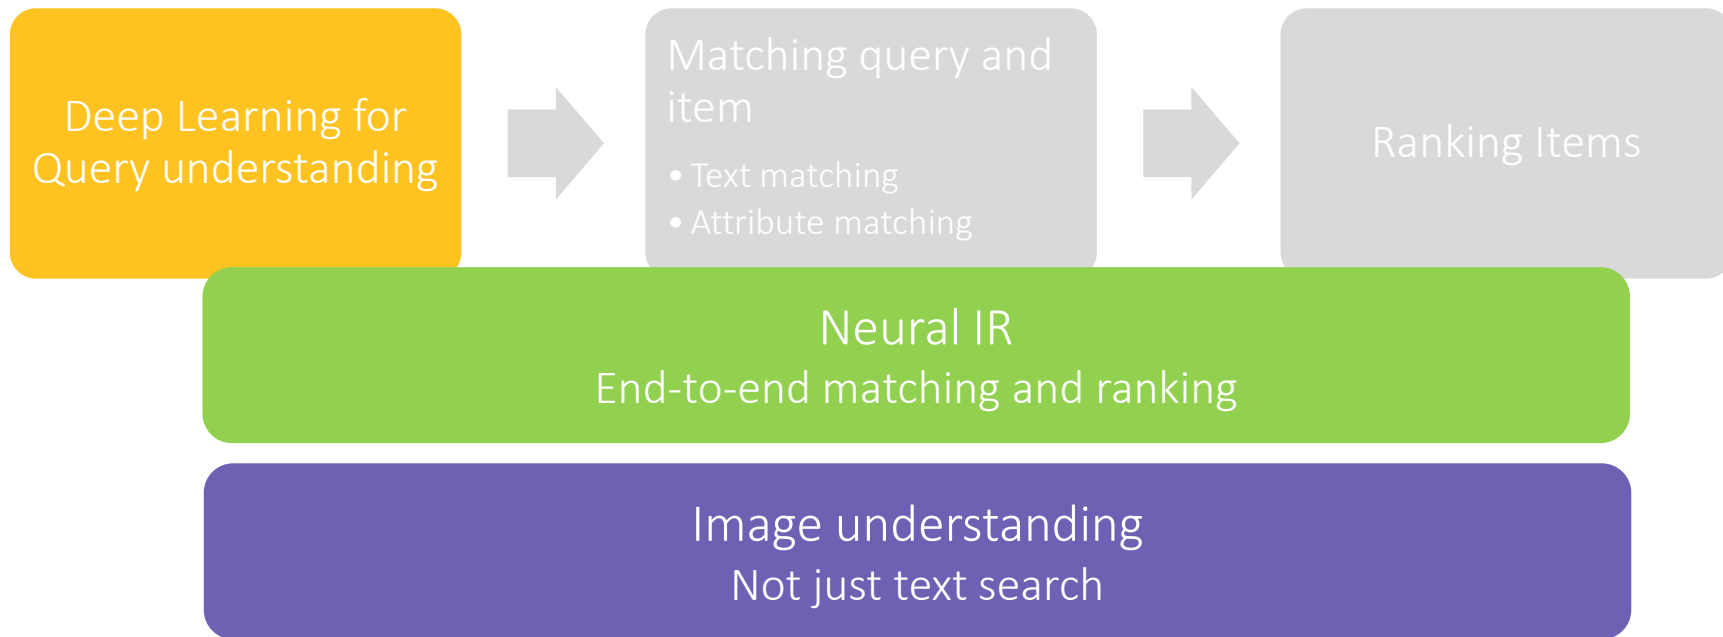 Deep Learning for
Query understanding
Matching query and
item
• Text matching
• Attribute matching
Ranking Items
Neural IR
End-to-end matching and ranking
Image understanding
Not just text search